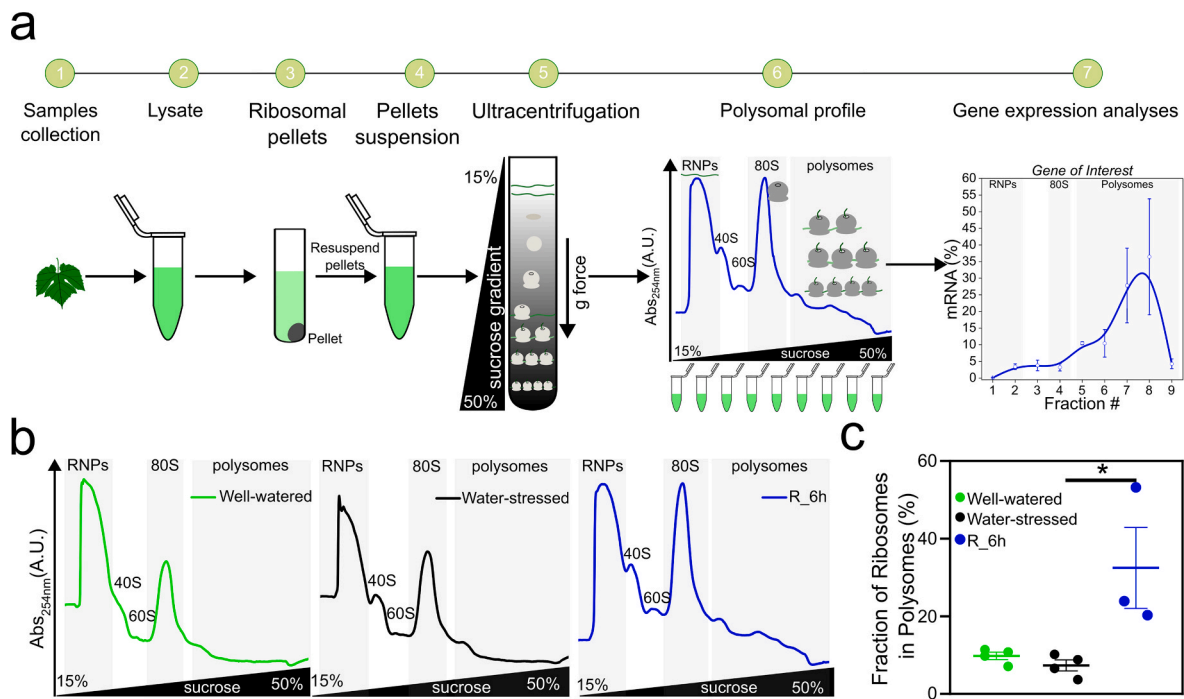 a
1 2 3 4 5 6 7
Samples
collection
Lysate
Ribosomal
pellets
Pellets
suspension
Ultracentrifugation
Polysomal profile
Gene expression analyses
Resuspend
pellets
Pellet
15%
sucrose gradient
50%
g force
Abs254nm(A.U.)
RNPs
80S
polysomes
40S
60S
15%
sucrose
50%
Gene of Interest
RNPs
80S
Polysomes
mRNA (%)
60
55
50
45
40
35
30
25
20
15
10
5
0
1 2 3 4 5 6 7 8 9
Fraction #
b
Abs254nm(A.U.)
RNPs 80S polysomes
Well-watered
40S
60S
15% sucrose 50%
RNPs 80S polysomes
Water-stressed
40S
60S
15% sucrose 50%
RNPs 80S polysomes
R_6h
40S
60S
15% sucrose 50%
c
Fraction of Ribosomes
in Polysomes (%)
60
40
20
0
*
Well-watered
Water-stressed
R_6h